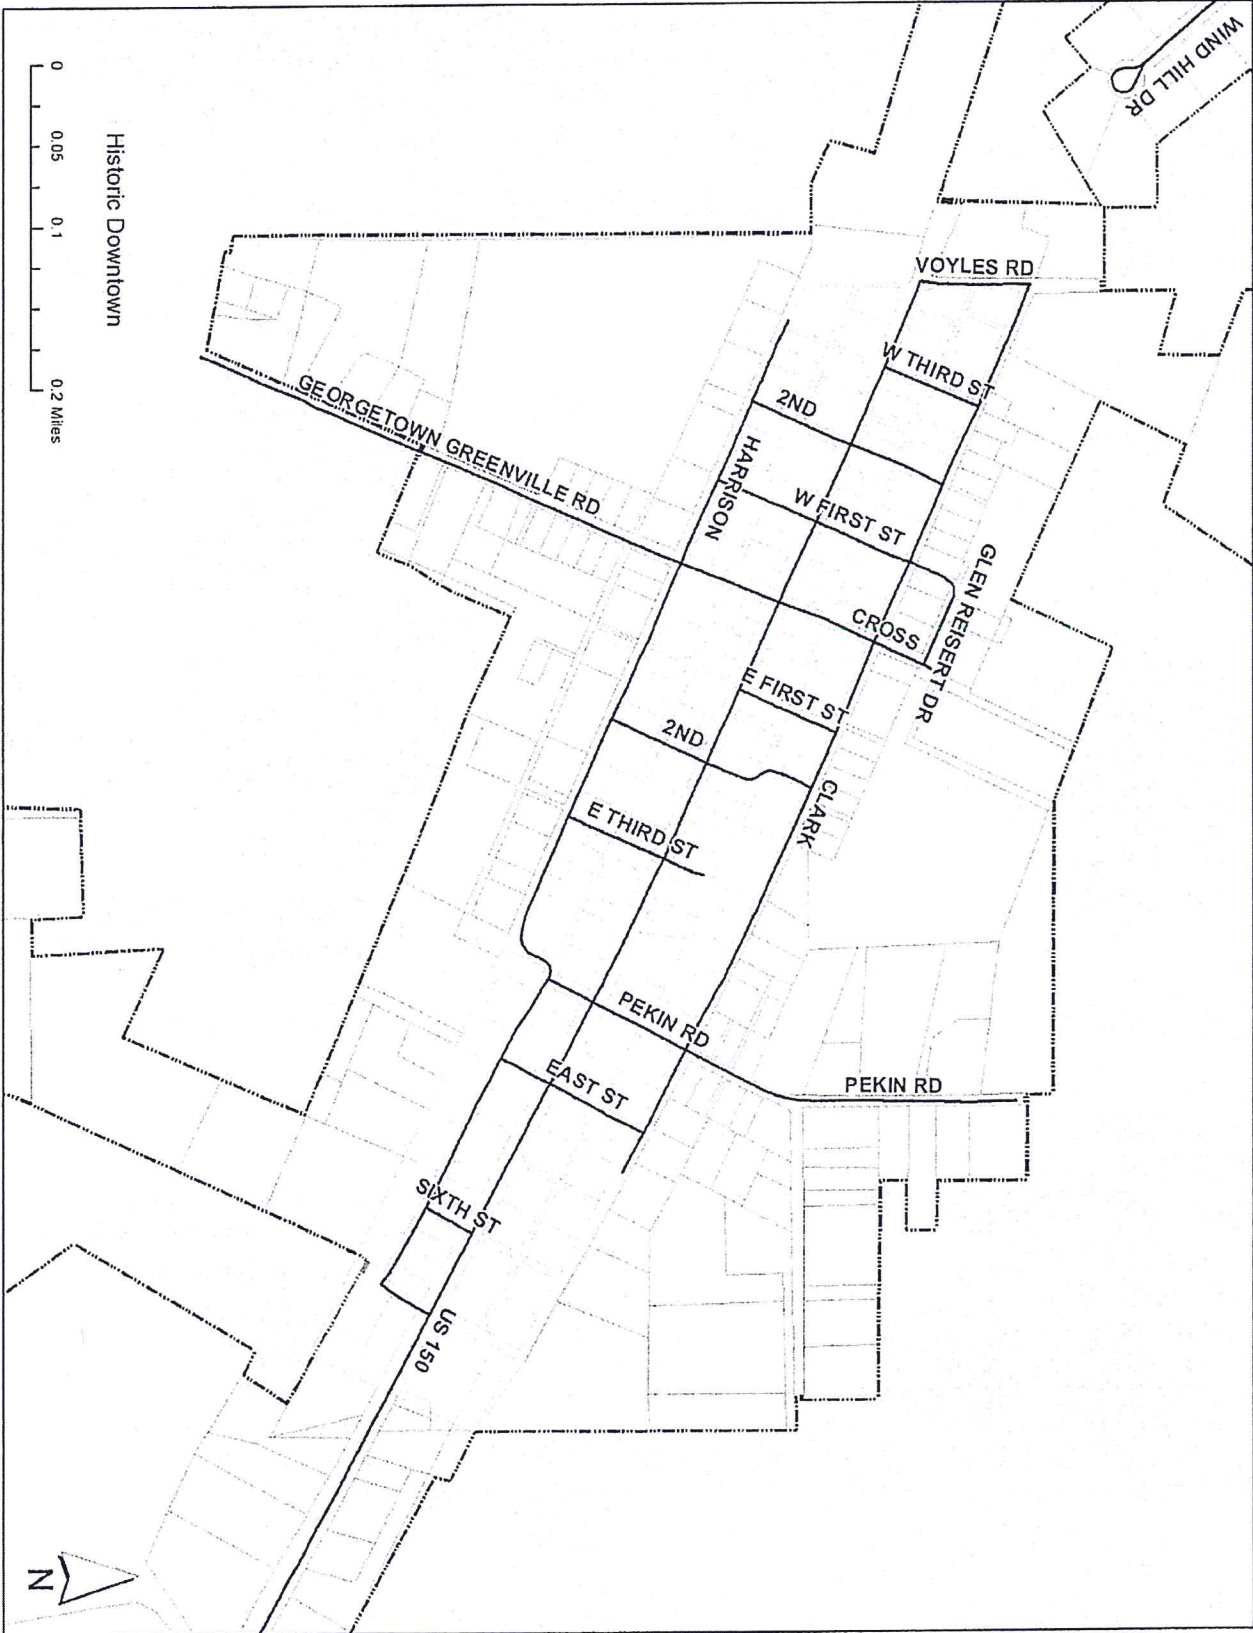 WIND HILL DR
0
0.05
0.1
0.2 Miles
Historic Downtown
VOYLES RD
W THIRD ST
2ND
GEORGETOWN GREENVILLE RD
HARRISON
W FIRST ST
GLEN REISERT DR
CROSS
E FIRST ST
2ND
CLARK
E THIRD ST
PEKIN RD
PEKIN RD
EAST ST
SIXTH ST
US 150
N